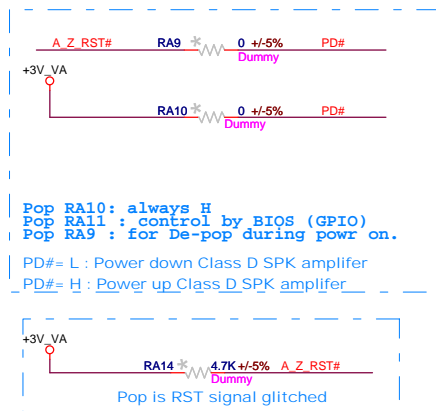 A_Z_RST# RA9 * 0 +/-5% PD#
Dummy
+3V_VA
RA10 * 0 +/-5% PD#
Dummy
Pop RA10: always H
Pop RA11 : control by BIOS (GPIO)
Pop RA9 : for De-pop during powr on.
PD#= L : Power down Class D SPK amplifer
PD#= H : Power up Class D SPK amplifer
+3V_VA
RA14 * 4.7K +/-5% A_Z_RST#
Dummy
Pop is RST signal glitched